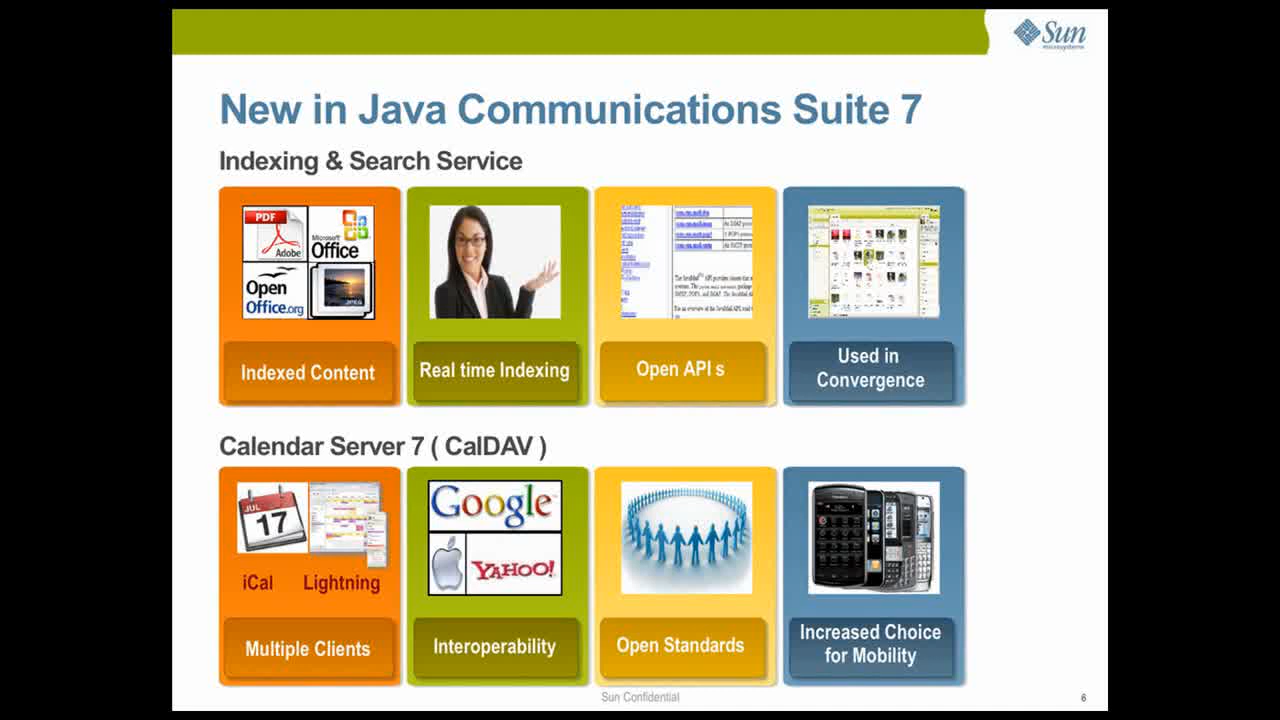 Sun
microsystems
New in Java Communications Suite 7
Indexing & Search Service
PDF
Adobe
Microsoft
Office
Open
Office.org
JPEG
Indexed Content
Real time Indexing
Open API s
Used in
Convergence
Calendar Server 7 ( CalDAV )
JUL
17
iCal Lightning
Multiple Clients
Google
YAHOO!
Interoperability
Open Standards
Increased Choice
for Mobility
Sun Confidential
6